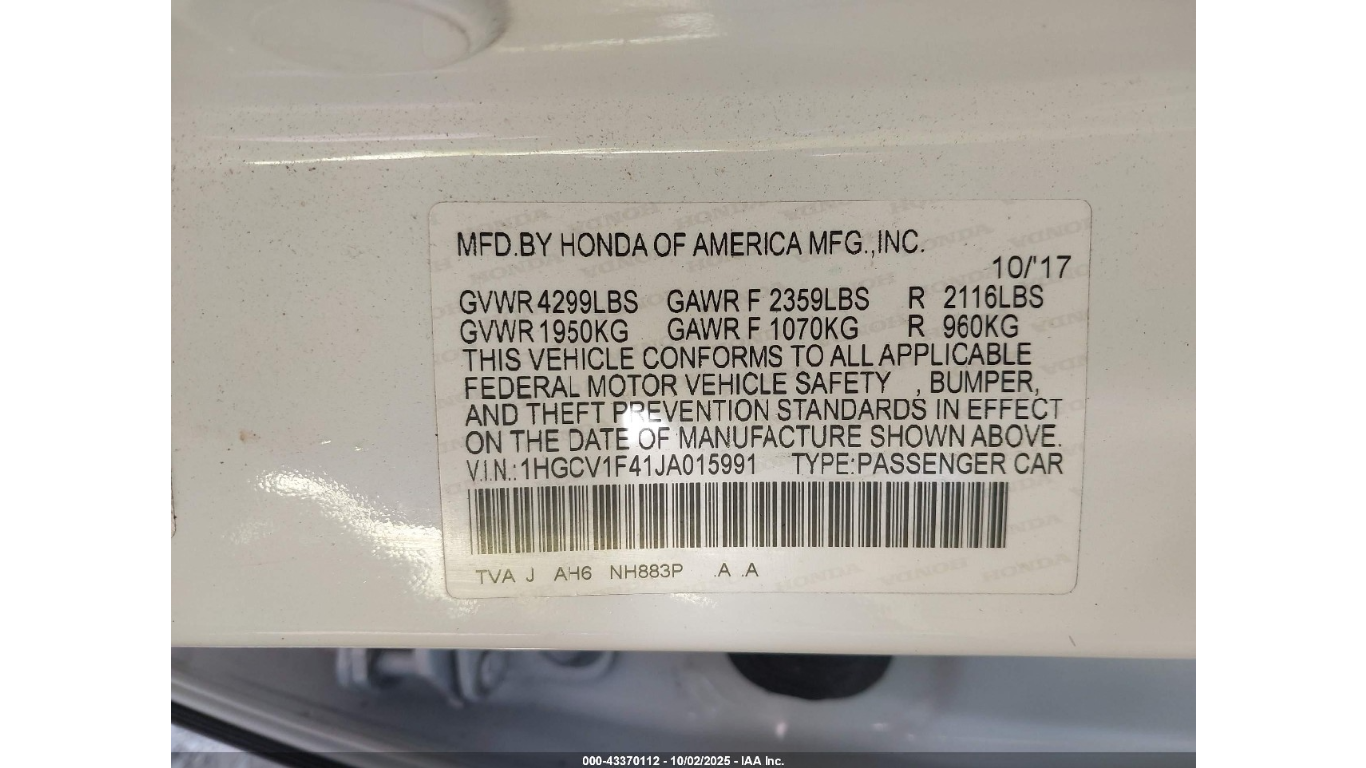 MFD.BY HONDA OF AMERICA MFG.,INC.
10/'17
GVWR 4299LBS GAWR F 2359LBS R 2116LBS
GVWR 1950KG GAWR F 1070KG R 960KG
THIS VEHICLE CONFORMS TO ALL APPLICABLE
FEDERAL MOTOR VEHICLE SAFETY , BUMPER,
AND THEFT PREVENTION STANDARDS IN EFFECT
ON THE DATE OF MANUFACTURE SHOWN ABOVE.
V.I.N.: 1HGCV1F41JA015991 TYPE:PASSENGER CAR
TVA J AH6 NH883P .A .A
000-43370112 - 10/02/2025 - IAA Inc.